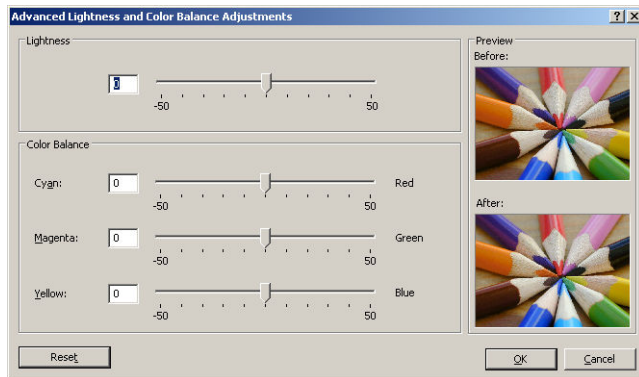 Advanced Lightness and Color Balance Adjustments
Lightness
0
-50 50
Color Balance
Cyan: 0 Red
-50 50
Magenta: 0 Green
-50 50
Yellow: 0 Blue
-50 50
Preview
Before:
After:
Reset
OK Cancel